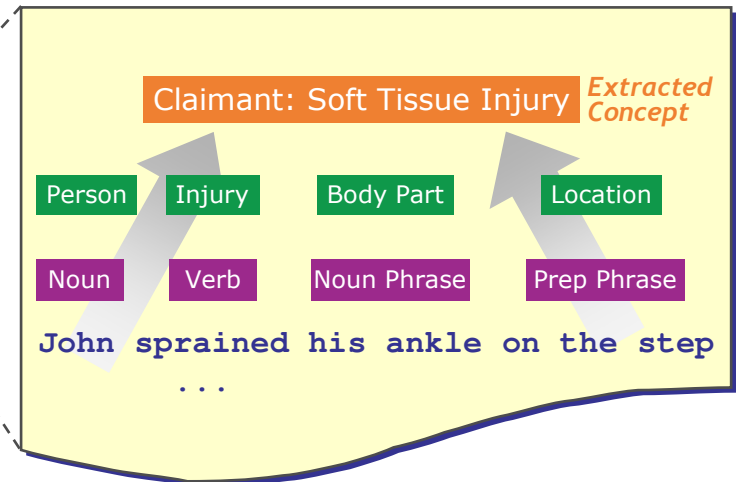 Claimant: Soft Tissue Injury
Extracted
Concept
Person Injury Body Part Location
Noun Verb Noun Phrase Prep Phrase
John sprained his ankle on the step
...